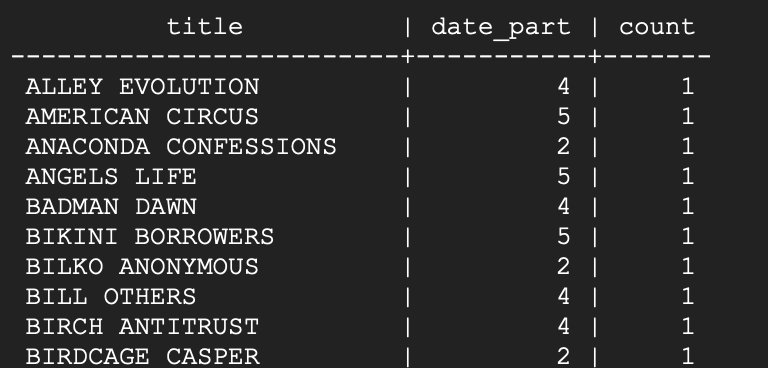 title | date_part | count
---------------------------+-----------+-------
ALLEY EVOLUTION | 4 | 1
AMERICAN CIRCUS | 5 | 1
ANACONDA CONFESSIONS | 2 | 1
ANGELS LIFE | 5 | 1
BADMAN DAWN | 4 | 1
BIKINI BORROWERS | 5 | 1
BILKO ANONYMOUS | 2 | 1
BILL OTHERS | 4 | 1
BIRCH ANTITRUST | 4 | 1
BIRDCAGE CASPER | 2 | 1